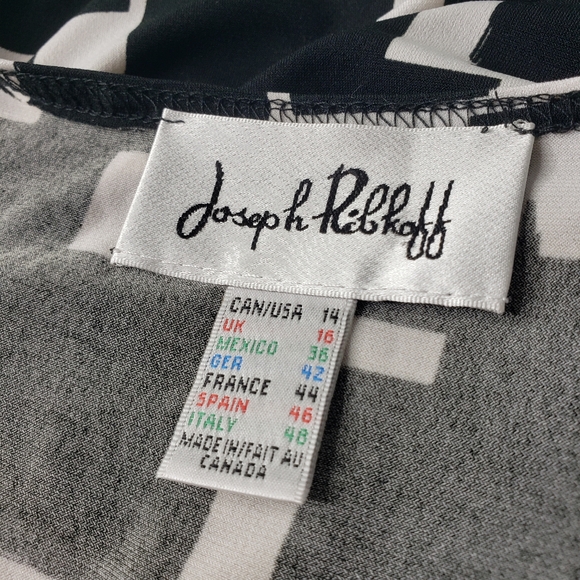 Joseph Ribkoff
CAN/USA 14
UK 16
MEXICO 36
GER 42
FRANCE 44
SPAIN 46
ITALY 48
MADE IN/FAIT AU
CANADA